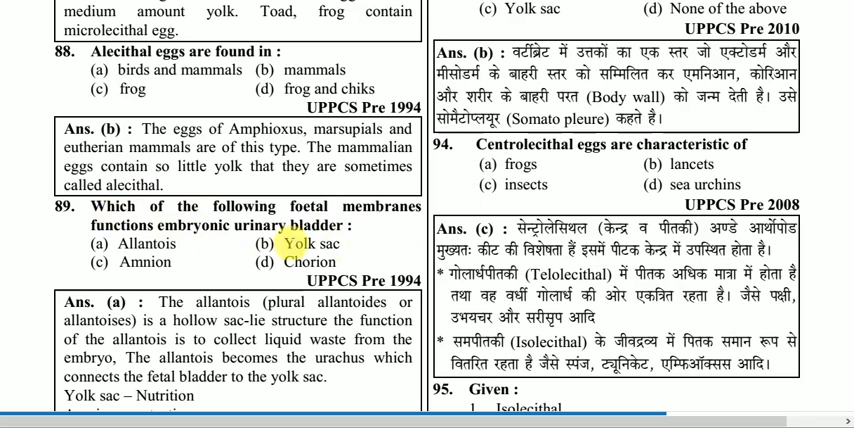 medium amount yolk. Toad, frog contain
microlecithal egg.
88. Alecithal eggs are found in :
(a) birds and mammals (b) mammals
(c) frog (d) frog and chiks
UPPCS Pre 1994
Ans. (b) : The eggs of Amphioxus, marsupials and
eutherian mammals are of this type. The mammalian
eggs contain so little yolk that they are sometimes
called alecithal.
89. Which of the following foetal membranes
functions embryonic urinary bladder :
(a) Allantois (b) Yolk sac
(c) Amnion (d) Chorion
UPPCS Pre 1994
Ans. (a) : The allantois (plural allantoides or
allantoises) is a hollow sac-lie structure the function
of the allantois is to collect liquid waste from the
embryo, The allantois becomes the urachus which
connects the fetal bladder to the yolk sac.
Yolk sac – Nutrition
(c) Yolk sac (d) None of the above
UPPCS Pre 2010
Ans. (b) : वर्टीब्रेट में उत्तकों का एक स्तर जो एक्टोडर्म और
मीसोडर्म के बाहरी स्तर को सम्मिलित कर एमनिआन, कोरिआन
और शरीर के बाहरी परत (Body wall) को जन्म देती है। उसे
सोमैटोप्लयूर (Somato pleure) कहते है।
94. Centrolecithal eggs are characteristic of
(a) frogs (b) lancets
(c) insects (d) sea urchins
UPPCS Pre 2008
Ans. (c) : सेन्ट्रोलेसिथल (केन्द्र व पीतकी) अण्डे आर्थोपोड
मुख्यतः कीट की विशेषता हैं इसमें पीटक केन्द्र में उपस्थित होता है।
* गोलार्धपीतकी (Telolecithal) में पीतक अधिक मात्रा में होता है
तथा वह वर्धी गोलार्ध की ओर एकत्रित रहता है। जैसे पक्षी,
उभयचर और सरीसृप आदि
* समपीतकी (Isolecithal) के जीवद्रव्य में पितक समान रूप से
वितरित रहता है जैसे स्पंज, ट्यूनिकेट, एम्फिऑक्सस आदि।
95. Given :
1. Isolecithal